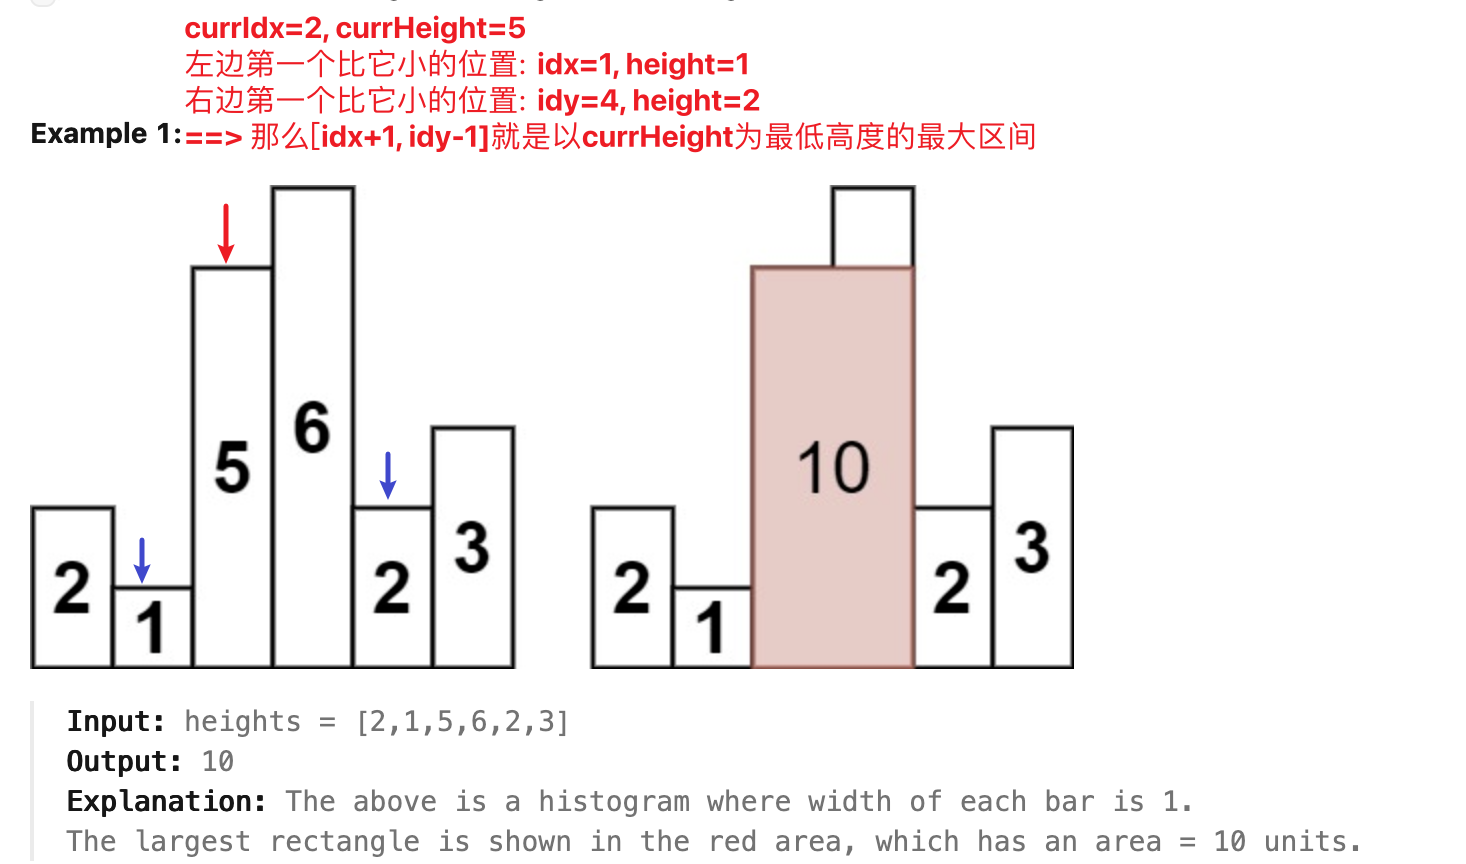 currIdx=2, currHeight=5
左边第一个比它小的位置: idx=1, height=1
右边第一个比它小的位置: idy=4, height=2
Example 1:==> 那么[idx+1, idy-1]就是以currHeight为最低高度的最大区间
2 1 5 6 2 3
2 1 10 2 3
Input: heights = [2,1,5,6,2,3]
Output: 10
Explanation: The above is a histogram where width of each bar is 1.
The largest rectangle is shown in the red area, which has an area = 10 units.